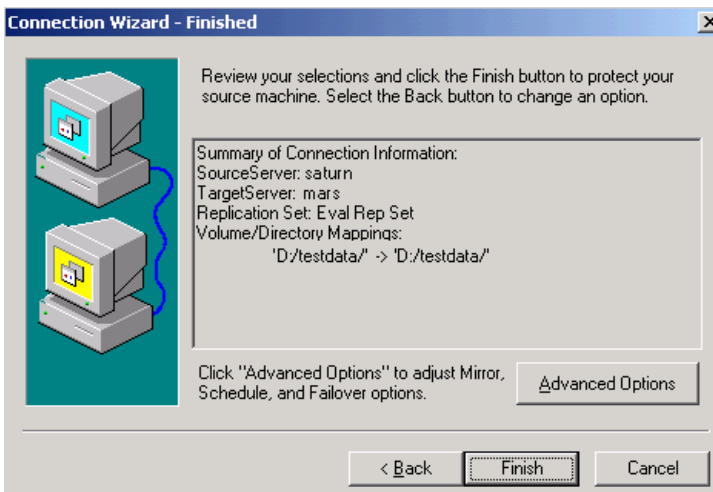 Connection Wizard - Finished
Review your selections and click the Finish button to protect your
source machine. Select the Back button to change an option.
Summary of Connection Information:
SourceServer: saturn
TargetServer: mars
Replication Set: Eval Rep Set
Volume/Directory Mappings:
'D:/testdata/" -> 'D:/testdata/"
Click "Advanced Options" to adjust Mirror,
Schedule, and Failover options.
Advanced Options
< Back
Finish
Cancel